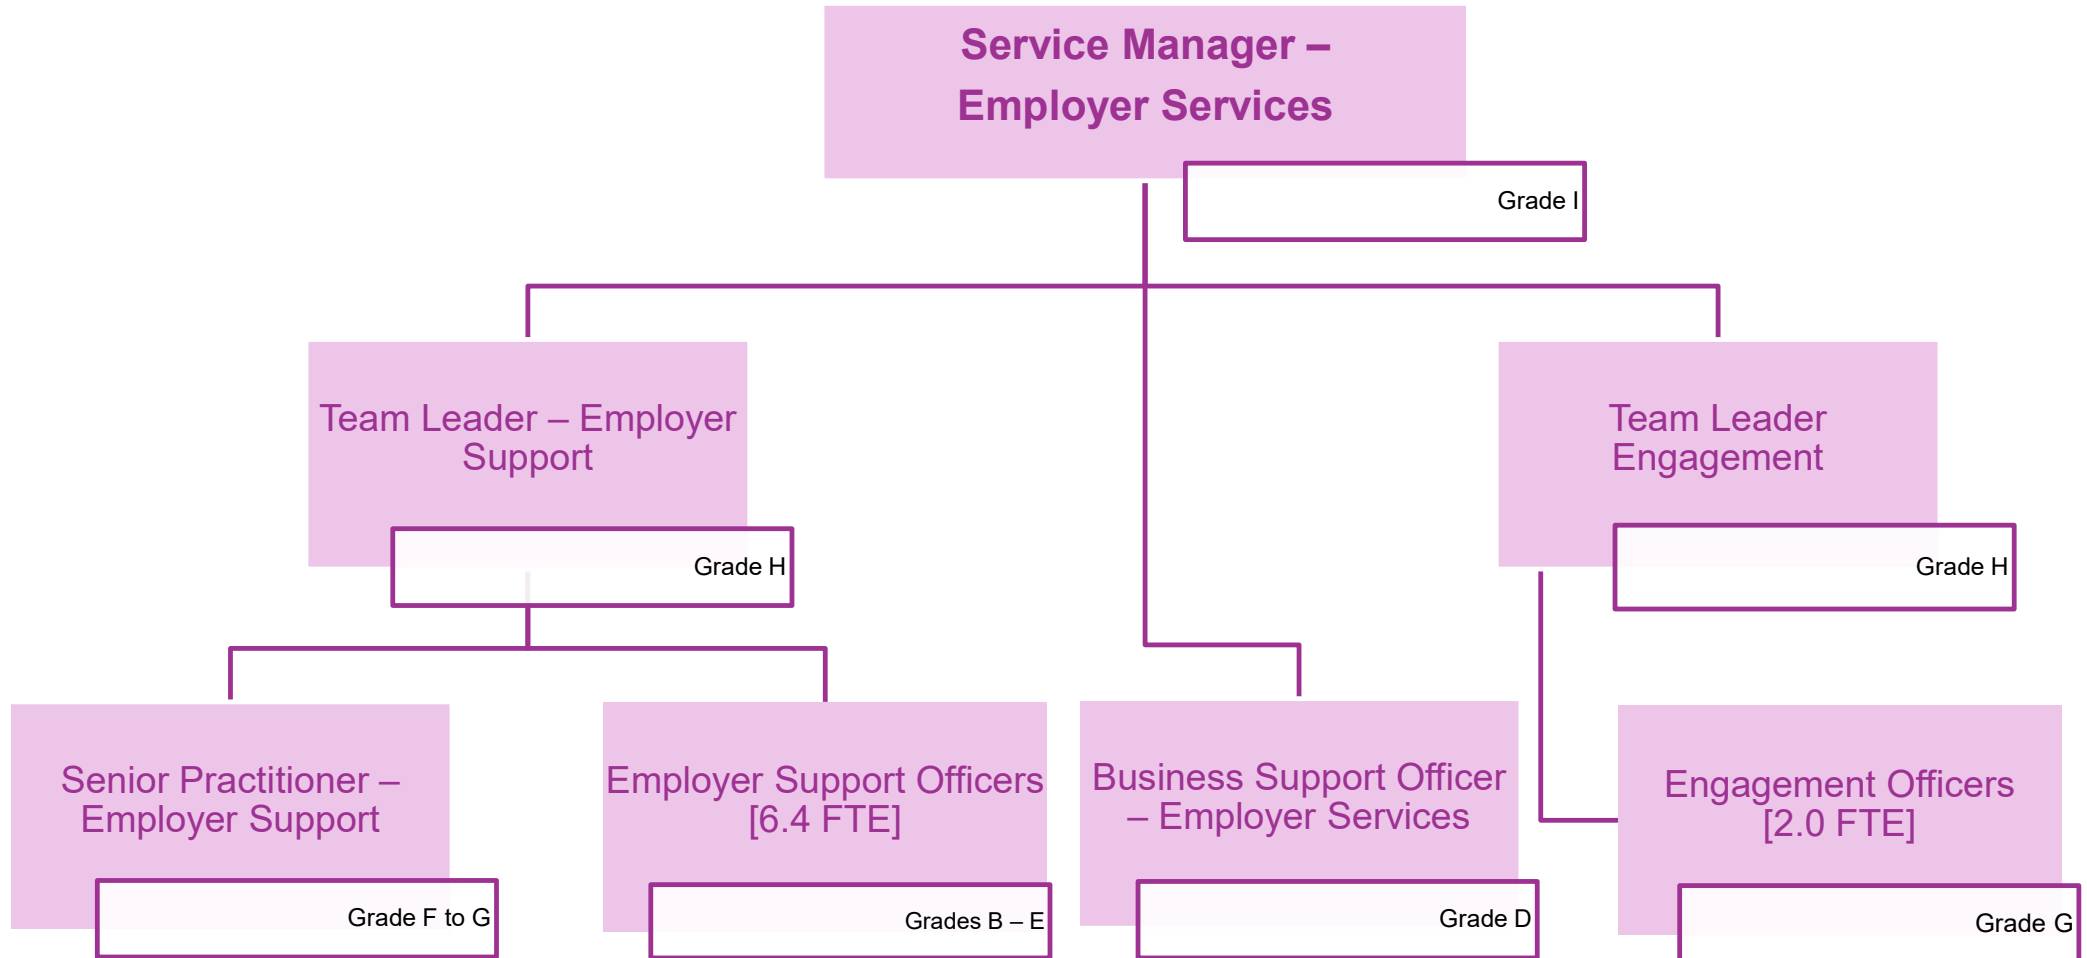 Service Manager –
Employer Services
Grade I
Team Leader – Employer
Support
Grade H
Team Leader
Engagement
Grade H
Senior Practitioner –
Employer Support
Grade F to G
Employer Support Officers
[6.4 FTE]
Grades B – E
Business Support Officer
– Employer Services
Grade D
Engagement Officers
[2.0 FTE]
Grade G